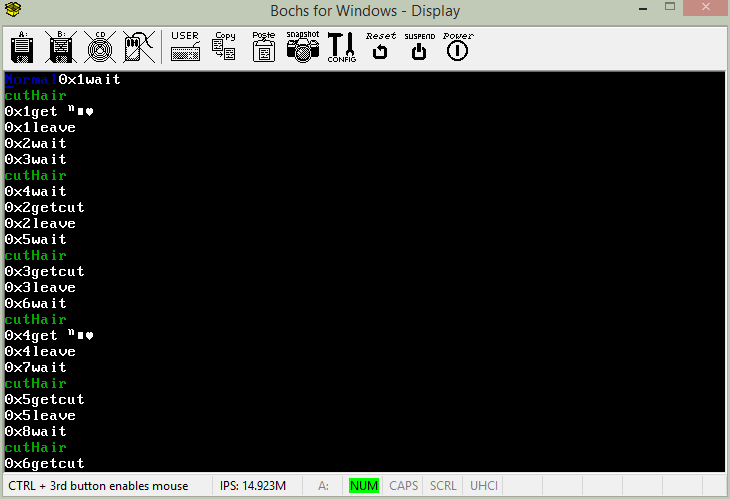 Bochs for Windows - Display
A: B: CD USER Copy Paste snapshot CONFIG Reset SUSPEND Power
Normal0x1wait
cutHair
0x1get ⁿ∎♥
0x1leave
0x2wait
0x3wait
cutHair
0x4wait
0x2getcut
0x2leave
0x5wait
cutHair
0x3getcut
0x3leave
0x6wait
cutHair
0x4get ⁿ∎♥
0x4leave
0x7wait
cutHair
0x5getcut
0x5leave
0x8wait
cutHair
0x6getcut
CTRL + 3rd button enables mouse IPS: 14.923M A: NUM CAPS SCRL UHCI